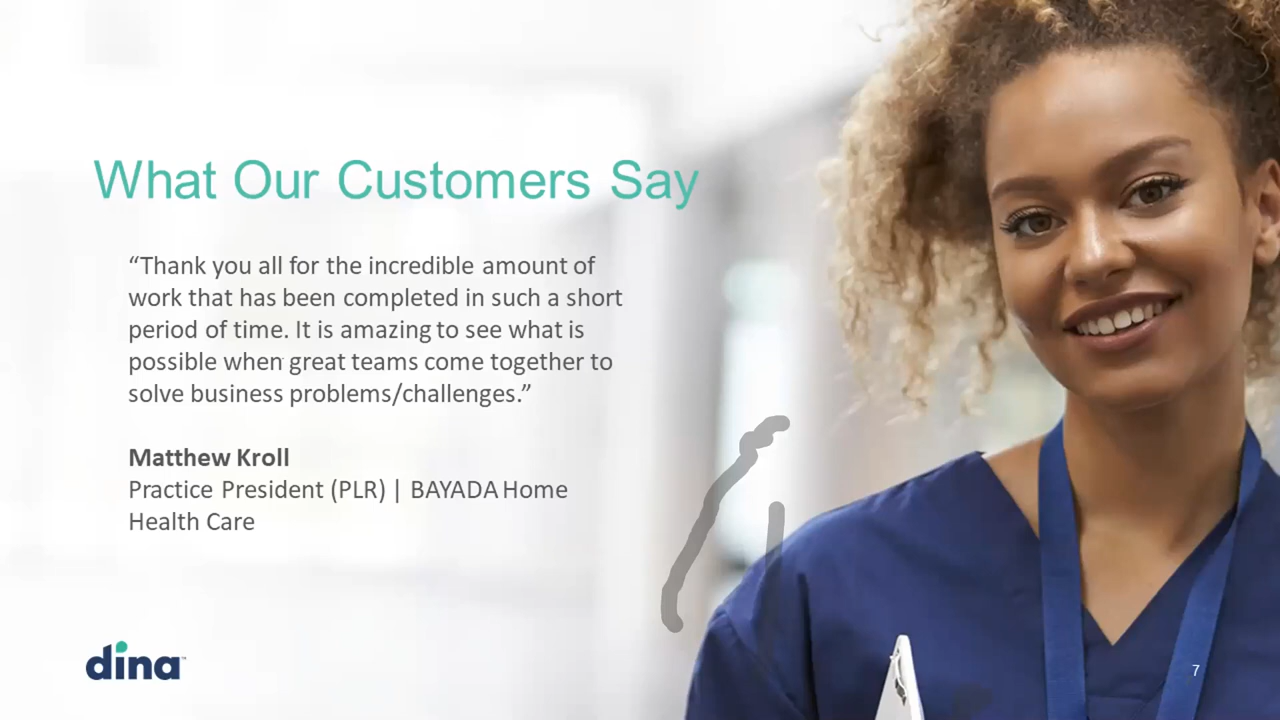 What Our Customers Say
“Thank you all for the incredible amount of
work that has been completed in such a short
period of time. It is amazing to see what is
possible when great teams come together to
solve business problems/challenges.”
Matthew Kroll
Practice President (PLR) | BAYADA Home
Health Care
dina™
7